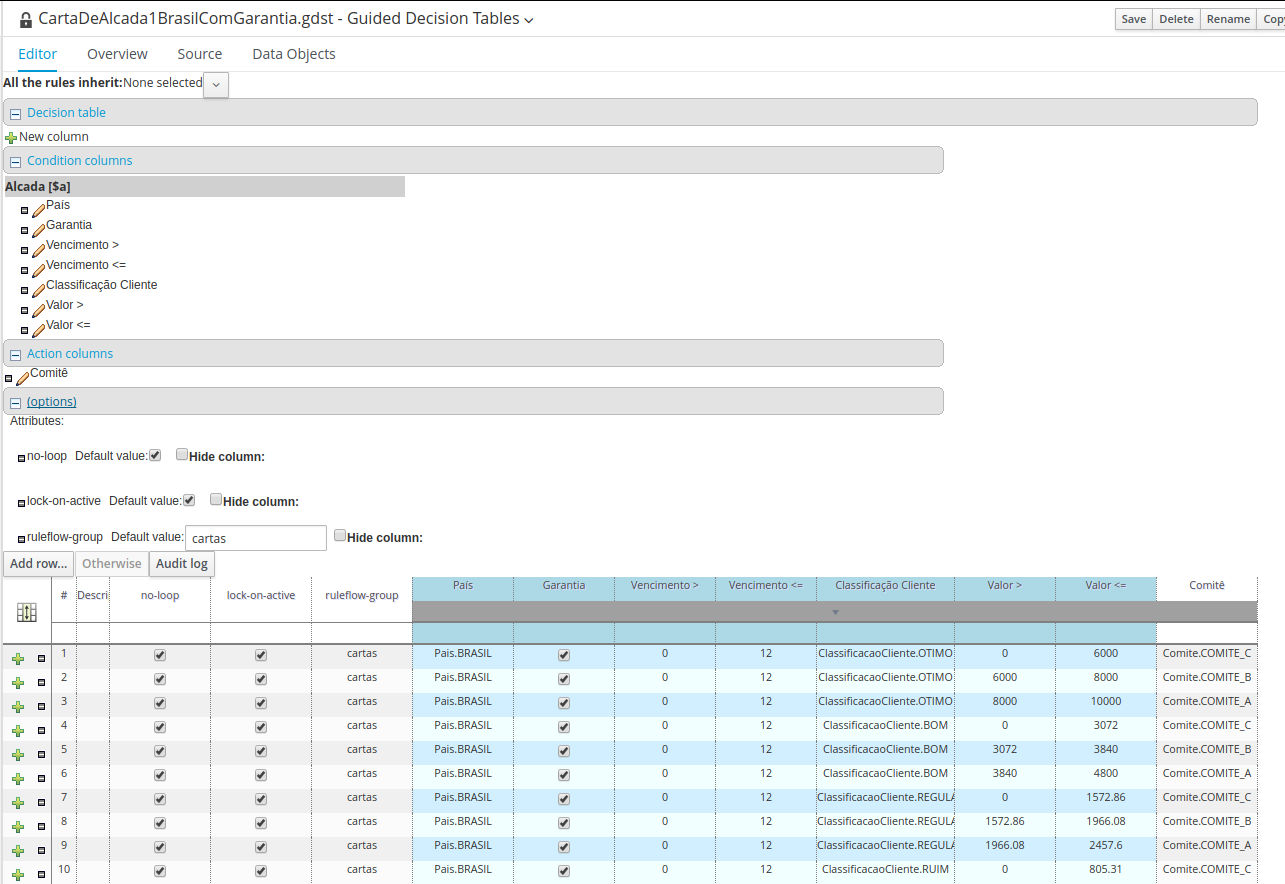 CartaDeAlcada1BrasilComGarantia.gdst - Guided Decision Tables
Save Delete Rename Copy
Editor Overview Source Data Objects
All the rules inherit:None selected
Decision table
New column
Condition columns
Alcada [$a]
País
Garantia
Vencimento >
Vencimento <=
Classificação Cliente
Valor >
Valor <=
Action columns
Comitê
(options)
Attributes:
no-loop Default value: Hide column:
lock-on-active Default value: Hide column:
ruleflow-group Default value: cartas Hide column:
Add row... Otherwise Audit log
# Descri no-loop lock-on-active ruleflow-group País Garantia Vencimento > Vencimento <= Classificação Cliente Valor > Valor <= Comitê
1 cartas Pais.BRASIL 0 12 ClassificacaoCliente.OTIMO 0 6000 Comite.COMITE_C
2 cartas Pais.BRASIL 0 12 ClassificacaoCliente.OTIMO 6000 8000 Comite.COMITE_B
3 cartas Pais.BRASIL 0 12 ClassificacaoCliente.OTIMO 8000 10000 Comite.COMITE_A
4 cartas Pais.BRASIL 0 12 ClassificacaoCliente.BOM 0 3072 Comite.COMITE_C
5 cartas Pais.BRASIL 0 12 ClassificacaoCliente.BOM 3072 3840 Comite.COMITE_B
6 cartas Pais.BRASIL 0 12 ClassificacaoCliente.BOM 3840 4800 Comite.COMITE_A
7 cartas Pais.BRASIL 0 12 ClassificacaoCliente.REGULA 0 1572.86 Comite.COMITE_C
8 cartas Pais.BRASIL 0 12 ClassificacaoCliente.REGULA 1572.86 1966.08 Comite.COMITE_B
9 cartas Pais.BRASIL 0 12 ClassificacaoCliente.REGULA 1966.08 2457.6 Comite.COMITE_A
10 cartas Pais.BRASIL 0 12 ClassificacaoCliente.RUIM 0 805.31 Comite.COMITE_C